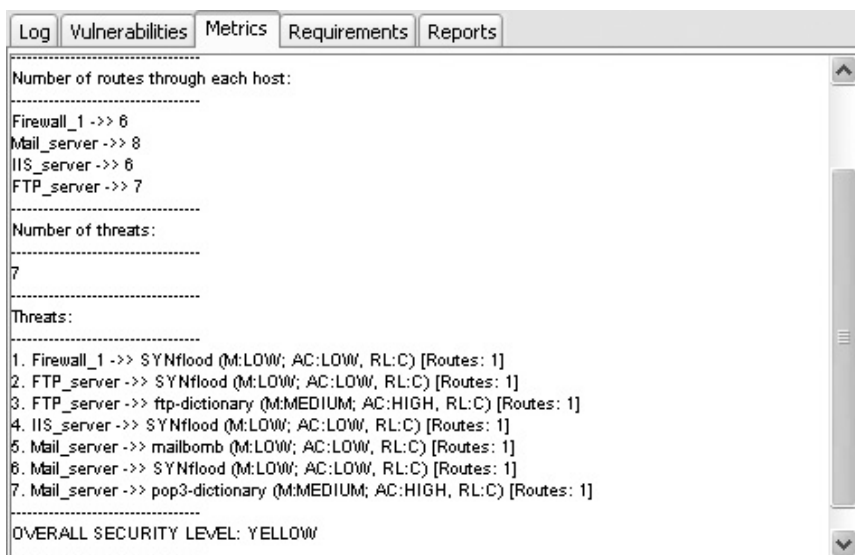 Log Vulnerabilities Metrics Requirements Reports
----------------------------------
Number of routes through each host:
----------------------------------
Firewall_1 ->> 6
Mail_server ->> 8
IIS_server ->> 6
FTP_server ->> 7
----------------------------------
Number of threats:
----------------------------------
7
----------------------------------
Threats:
----------------------------------
1. Firewall_1 ->> SYNflood (M:LOW; AC:LOW, RL:C) [Routes: 1]
2. FTP_server ->> SYNflood (M:LOW; AC:LOW, RL:C) [Routes: 1]
3. FTP_server ->> ftp-dictionary (M:MEDIUM; AC:HIGH, RL:C) [Routes: 1]
4. IIS_server ->> SYNflood (M:LOW; AC:LOW, RL:C) [Routes: 1]
5. Mail_server ->> mailbomb (M:LOW; AC:LOW, RL:C) [Routes: 1]
6. Mail_server ->> SYNflood (M:LOW; AC:LOW, RL:C) [Routes: 1]
7. Mail_server ->> pop3-dictionary (M:MEDIUM; AC:HIGH, RL:C) [Routes: 1]
----------------------------------
OVERALL SECURITY LEVEL: YELLOW